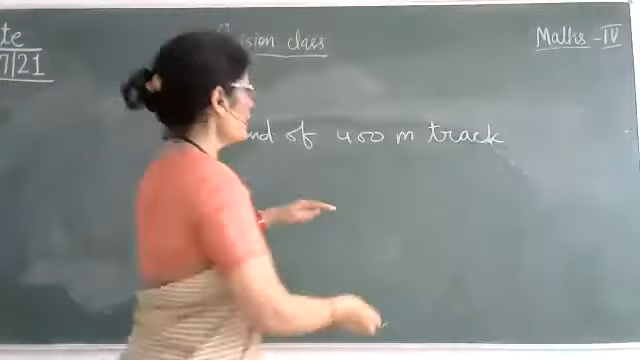 te
7|21
ision class
Maths - IV
nd of 400 m track